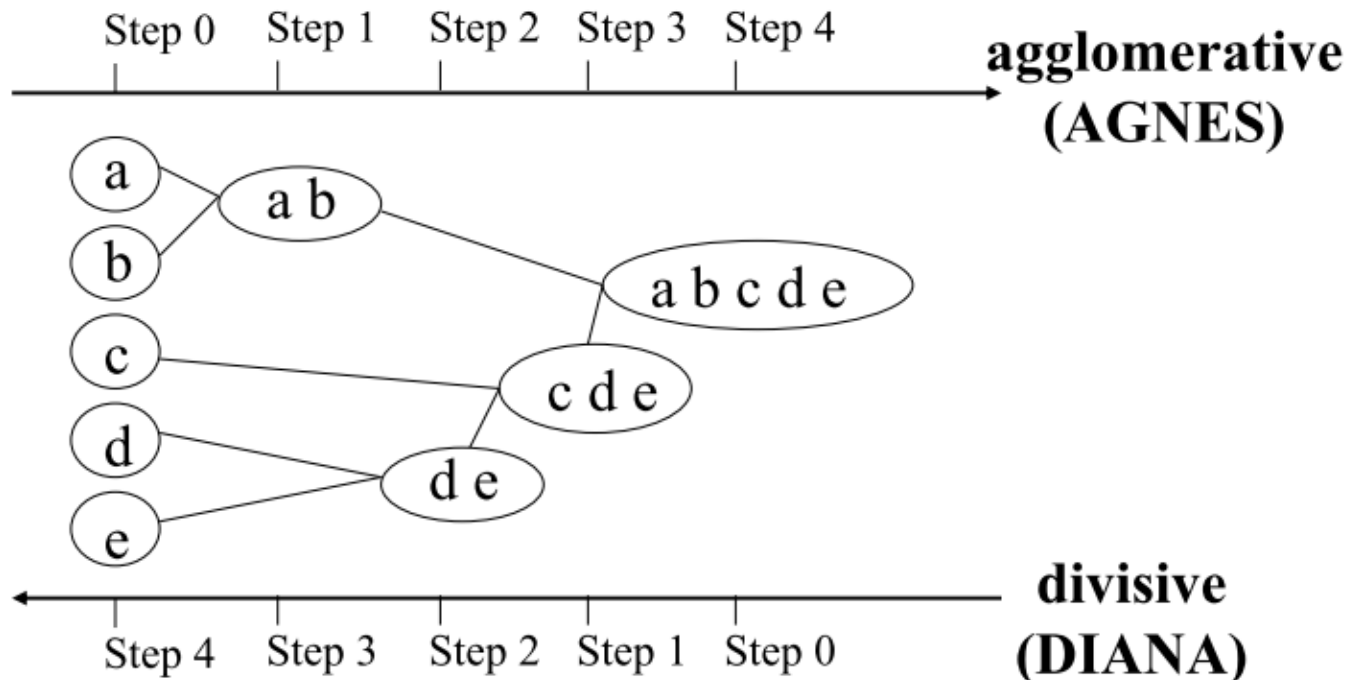 Step 0 Step 1 Step 2 Step 3 Step 4
agglomerative
(AGNES)
a
a b
b
a b c d e
c
c d e
d
d e
e
divisive
(DIANA)
Step 4 Step 3 Step 2 Step 1 Step 0